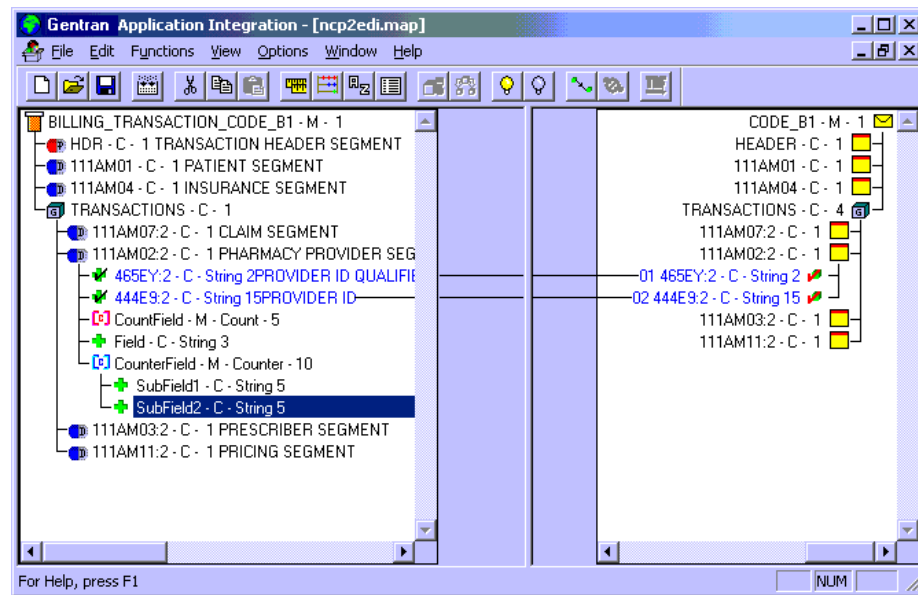 Gentran Application Integration - [ncp2edi.map]
File Edit Functions View Options Window Help
BILLING_TRANSACTION_CODE_B1 - M - 1
HDR - C - 1 TRANSACTION HEADER SEGMENT
111AM01 - C - 1 PATIENT SEGMENT
111AM04 - C - 1 INSURANCE SEGMENT
TRANSACTIONS - C - 1
111AM07:2 - C - 1 CLAIM SEGMENT
111AM02:2 - C - 1 PHARMACY PROVIDER SEG
465EY:2 - C - String 2PROVIDER ID QUALIFIE
444E9:2 - C - String 15PROVIDER ID
CountField - M - Count - 5
Field - C - String 3
CounterField - M - Counter - 10
SubField1 - C - String 5
SubField2 - C - String 5
111AM03:2 - C - 1 PRESCRIBER SEGMENT
111AM11:2 - C - 1 PRICING SEGMENT
CODE_B1 - M - 1
HEADER - C - 1
111AM01 - C - 1
111AM04 - C - 1
TRANSACTIONS - C - 4
111AM07:2 - C - 1
111AM02:2 - C - 1
01 465EY:2 - C - String 2
02 444E9:2 - C - String 15
111AM03:2 - C - 1
111AM11:2 - C - 1
For Help, press F1
NUM